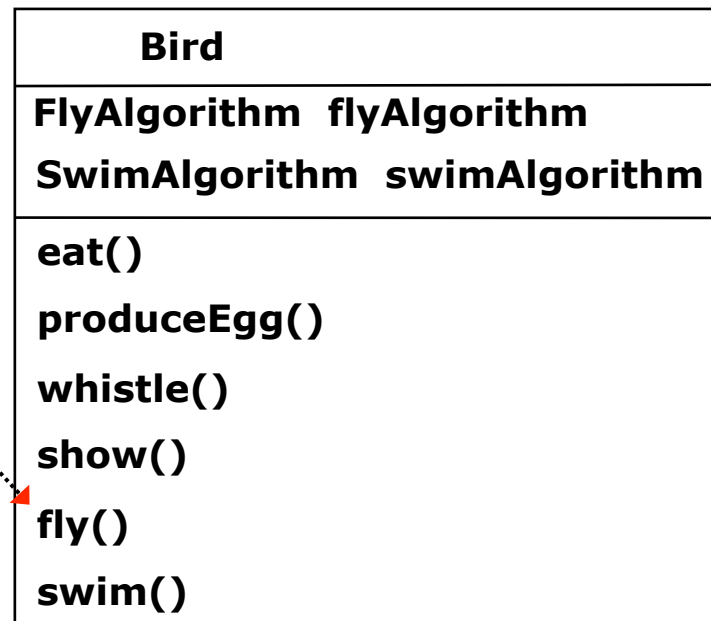 Bird
FlyAlgorithm flyAlgorithm
SwimAlgorithm swimAlgorithm
eat()
produceEgg()
whistle()
show()
fly()
swim()